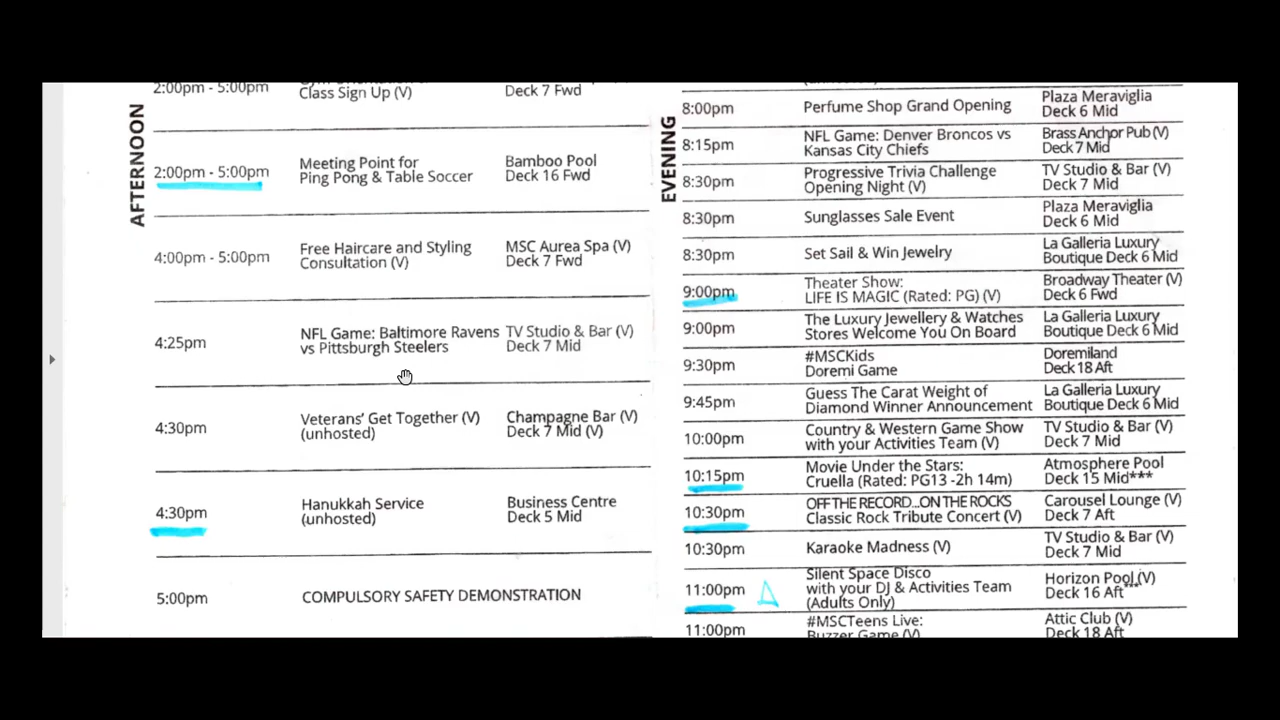 AFTERNOON
2:00pm - 5:00pm
Class Sign Up (V)
Deck 7 Fwd
2:00pm - 5:00pm
Meeting Point for
Ping Pong & Table Soccer
Bamboo Pool
Deck 16 Fwd
4:00pm - 5:00pm
Free Haircare and Styling
Consultation (V)
MSC Aurea Spa (V)
Deck 7 Fwd
4:25pm
NFL Game: Baltimore Ravens
vs Pittsburgh Steelers
TV Studio & Bar (V)
Deck 7 Mid
4:30pm
Veterans' Get Together (V)
(unhosted)
Champagne Bar (V)
Deck 7 Mid (V)
4:30pm
Hanukkah Service
(unhosted)
Business Centre
Deck 5 Mid
5:00pm
COMPULSORY SAFETY DEMONSTRATION
EVENING
8:00pm
Perfume Shop Grand Opening
Plaza Meraviglia
Deck 6 Mid
8:15pm
NFL Game: Denver Broncos vs
Kansas City Chiefs
Brass Anchor Pub (V)
Deck 7 Mid
8:30pm
Progressive Trivia Challenge
Opening Night (V)
TV Studio & Bar (V)
Deck 7 Mid
8:30pm
Sunglasses Sale Event
Plaza Meraviglia
Deck 6 Mid
8:30pm
Set Sail & Win Jewelry
La Galleria Luxury
Boutique Deck 6 Mid
9:00pm
Theater Show:
LIFE IS MAGIC (Rated: PG) (V)
Broadway Theater (V)
Deck 6 Fwd
9:00pm
The Luxury Jewellery & Watches
Stores Welcome You On Board
La Galleria Luxury
Boutique Deck 6 Mid
9:30pm
#MSCKids
Doremi Game
Doremiland
Deck 18 Aft
9:45pm
Guess The Carat Weight of
Diamond Winner Announcement
La Galleria Luxury
Boutique Deck 6 Mid
10:00pm
Country & Western Game Show
with your Activities Team (V)
TV Studio & Bar (V)
Deck 7 Mid
10:15pm
Movie Under the Stars:
Cruella (Rated: PG13 -2h 14m)
Atmosphere Pool
Deck 15 Mid***
10:30pm
OFF THE RECORD...ON THE ROCKS
Classic Rock Tribute Concert (V)
Carousel Lounge (V)
Deck 7 Aft
10:30pm
Karaoke Madness (V)
TV Studio & Bar (V)
Deck 7 Mid
11:00pm
Silent Space Disco
with your DJ & Activities Team
(Adults Only)
Horizon Pool (V)
Deck 16 Aft***
11:00pm
#MSCTeens Live:
Buzzer Game (V)
Attic Club (V)
Deck 18 Aft